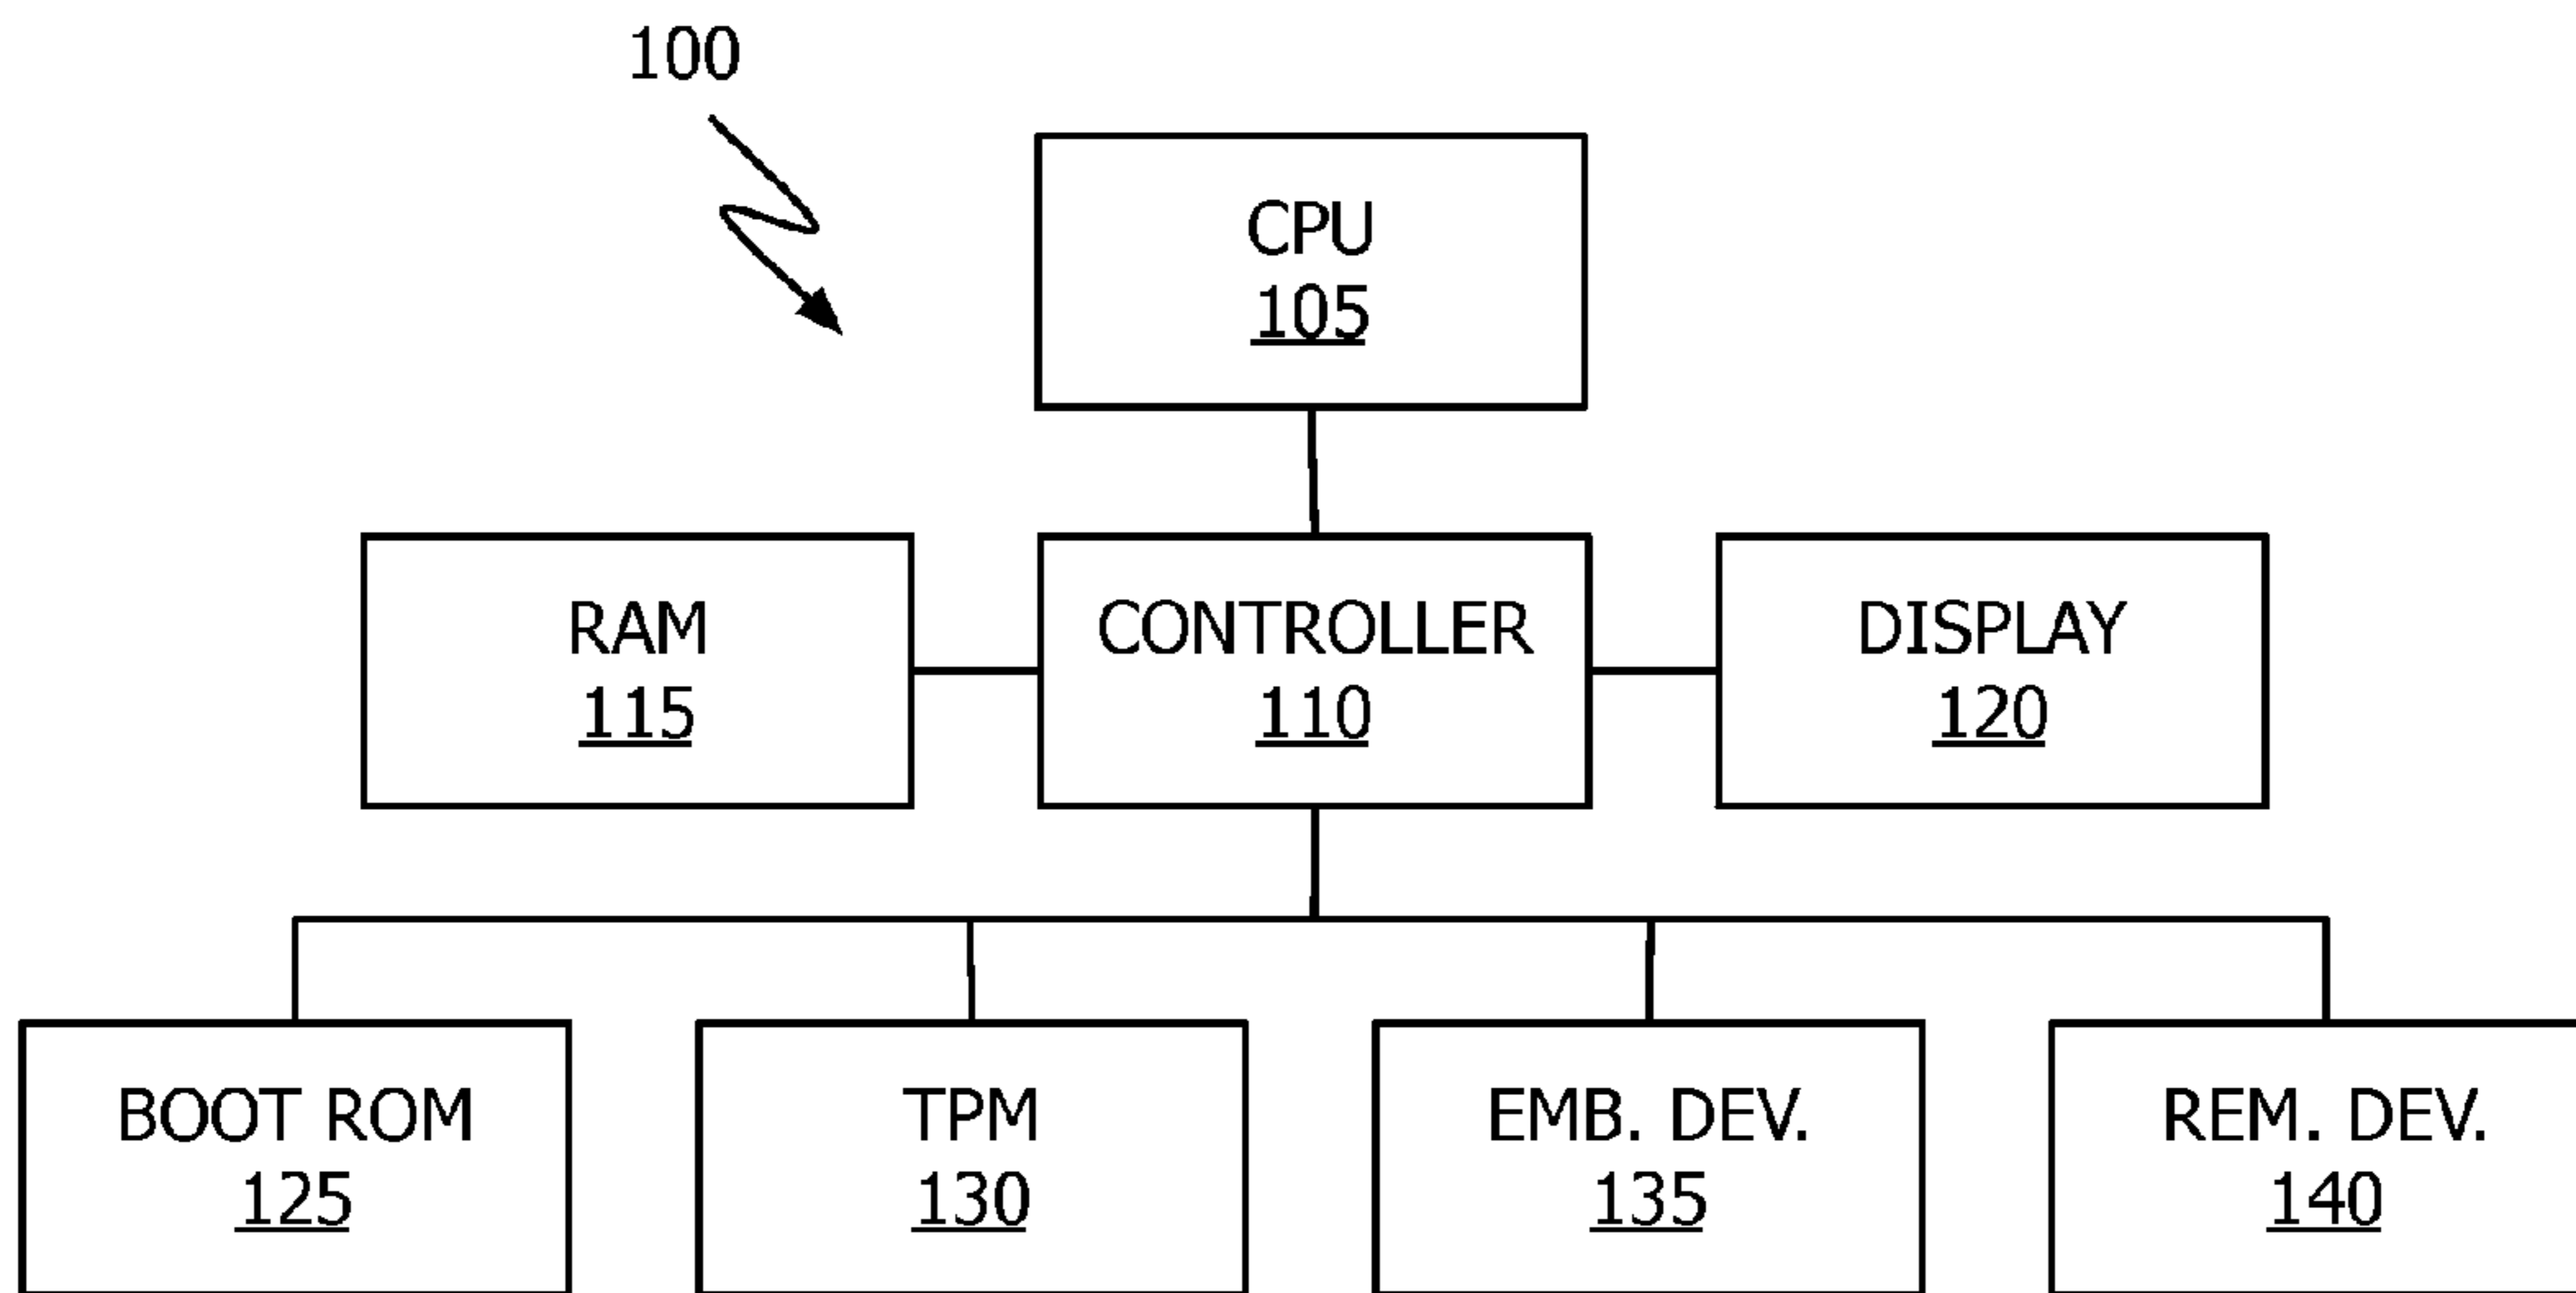 100
CPU
105
RAM
115
CONTROLLER
110
DISPLAY
120
BOOT ROM
125
TPM
130
EMB. DEV.
135
REM. DEV.
140